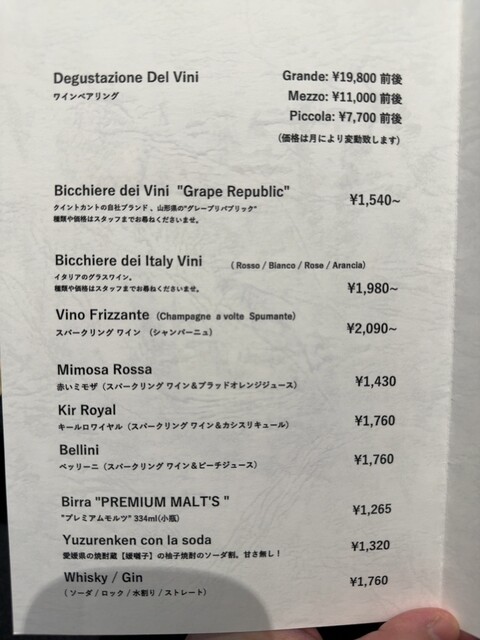 Degustazione Del Vini Grande: ¥19,800 前後
ワインペアリング Mezzo: ¥11,000 前後
Piccola: ¥7,700 前後
(価格は月により変動致します)
Bicchiere dei Vini "Grape Republic" ¥1,540~
クイントカントの自社ブランド、山形県の"グレープリパブリック"
種類や価格はスタッフまでお尋ねくださいませ。
Bicchiere dei Italy Vini (Rosso / Bianco / Rose / Arancia)
イタリアのグラスワイン。
種類や価格はスタッフまでお尋ねくださいませ。 ¥1,980~
Vino Frizzante (Champagne a volte Spumante) ¥2,090~
スパークリング ワイン (シャンパーニュ)
Mimosa Rossa ¥1,430
赤いミモザ (スパークリング ワイン&ブラッドオレンジジュース)
Kir Royal ¥1,760
キールロワイヤル (スパークリング ワイン&カシスリキュール)
Bellini ¥1,760
ベッリーニ (スパークリング ワイン&ピーチジュース)
Birra "PREMIUM MALT'S " ¥1,265
"プレミアムモルツ" 334ml(小瓶)
Yuzurenken con la soda ¥1,320
愛媛県の焼酎蔵【媛囃子】の柚子焼酎のソーダ割。甘さ無し!
Whisky / Gin ¥1,760
(ソーダ / ロック / 水割り / ストレート)